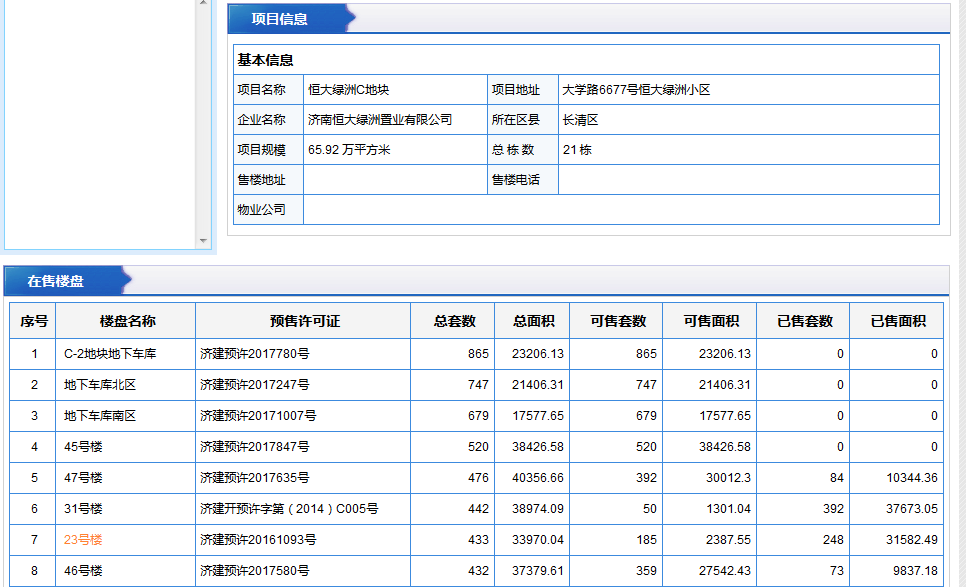 项目信息
基本信息
项目名称 恒大绿洲C地块 项目地址 大学路6677号恒大绿洲小区
企业名称 济南恒大绿洲置业有限公司 所在区县 长清区
项目规模 65.92 万平方米 总 栋 数 21 栋
售楼地址 售楼电话
物业公司
在售楼盘
序号 楼盘名称 预售许可证 总套数 总面积 可售套数 可售面积 已售套数 已售面积
1 C-2地块地下车库 济建预许2017780号 865 23206.13 865 23206.13 0 0
2 地下车库北区 济建预许2017247号 747 21406.31 747 21406.31 0 0
3 地下车库南区 济建预许20171007号 679 17577.65 679 17577.65 0 0
4 45号楼 济建预许2017847号 520 38426.58 520 38426.58 0 0
5 47号楼 济建预许2017635号 476 40356.66 392 30012.3 84 10344.36
6 31号楼 济建开预许字第（2014）C005号 442 38974.09 50 1301.04 392 37673.05
7 23号楼 济建预许20161093号 433 33970.04 185 2387.55 248 31582.49
8 46号楼 济建预许2017580号 432 37379.61 359 27542.43 73 9837.18